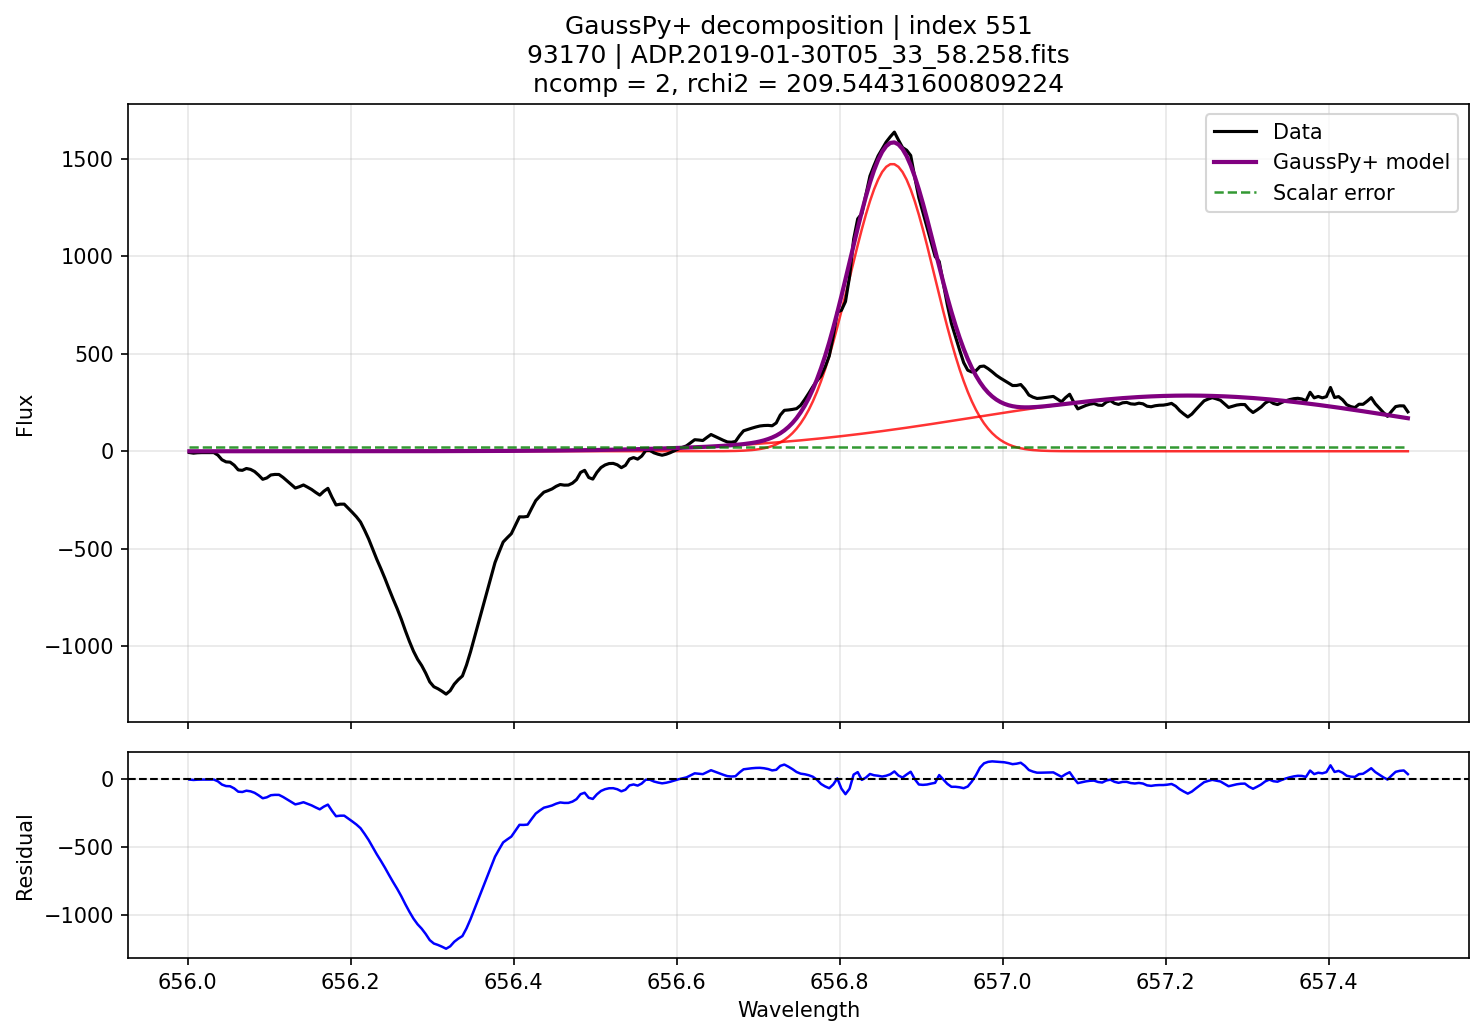 GaussPy+ decomposition | index 551
93170 | ADP.2019-01-30T05_33_58.258.fits
ncomp = 2, rchi2 = 209.54431600809224
Data
GaussPy+ model
Scalar error
Flux
1500
1000
500
0
−500
−1000
Residual
0
−500
−1000
656.0
656.2
656.4
656.6
656.8
657.0
657.2
657.4
Wavelength